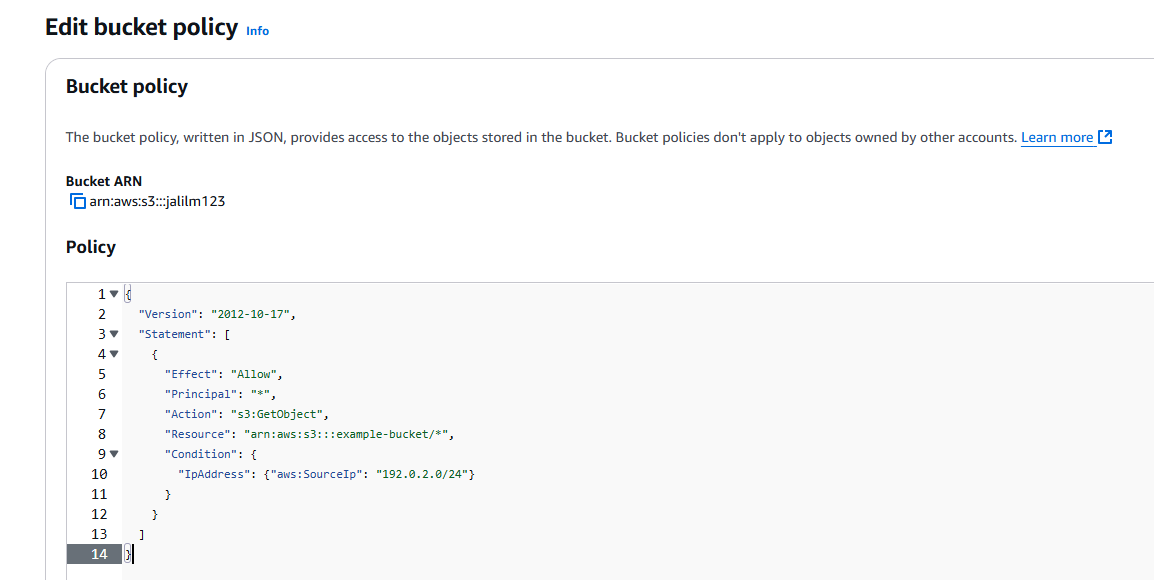 Edit bucket policy Info
Bucket policy
The bucket policy, written in JSON, provides access to the objects stored in the bucket. Bucket policies don't apply to objects owned by other accounts. Learn more
Bucket ARN
arn:aws:s3:::jalilm123
Policy
1 {
2 "Version": "2012-10-17",
3 "Statement": [
4 {
5 "Effect": "Allow",
6 "Principal": "*",
7 "Action": "s3:GetObject",
8 "Resource": "arn:aws:s3:::example-bucket/*",
9 "Condition": {
10 "IpAddress": {"aws:SourceIp": "192.0.2.0/24"}
11 }
12 }
13 ]
14 }